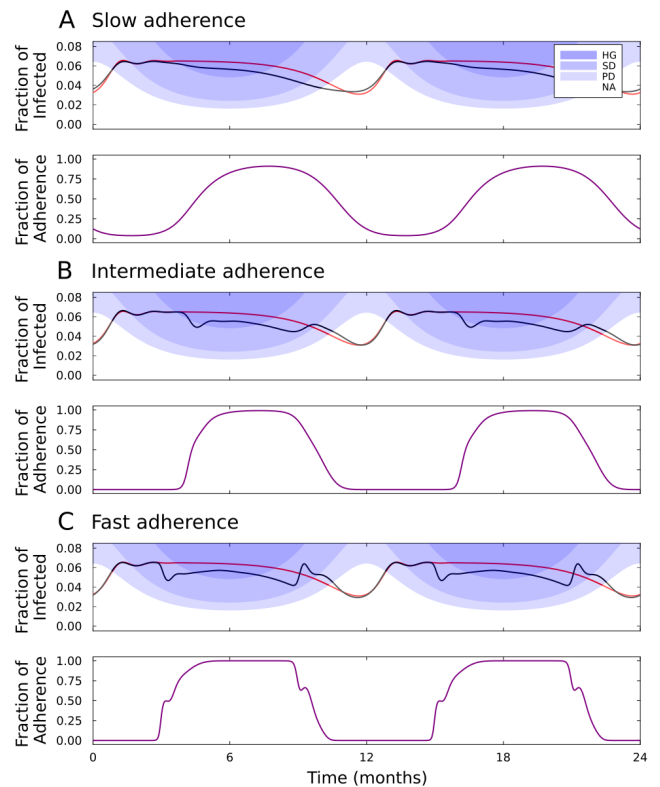 A Slow adherence
Fraction of
Infected
0.08
0.06
0.04
0.02
0.00
HG
SD
PD
NA
Fraction of
Adherence
1.00
0.75
0.50
0.25
0.00
B Intermediate adherence
Fraction of
Infected
0.08
0.06
0.04
0.02
0.00
Fraction of
Adherence
1.00
0.75
0.50
0.25
0.00
C Fast adherence
Fraction of
Infected
0.08
0.06
0.04
0.02
0.00
Fraction of
Adherence
1.00
0.75
0.50
0.25
0.00
0 6 12 18 24
Time (months)